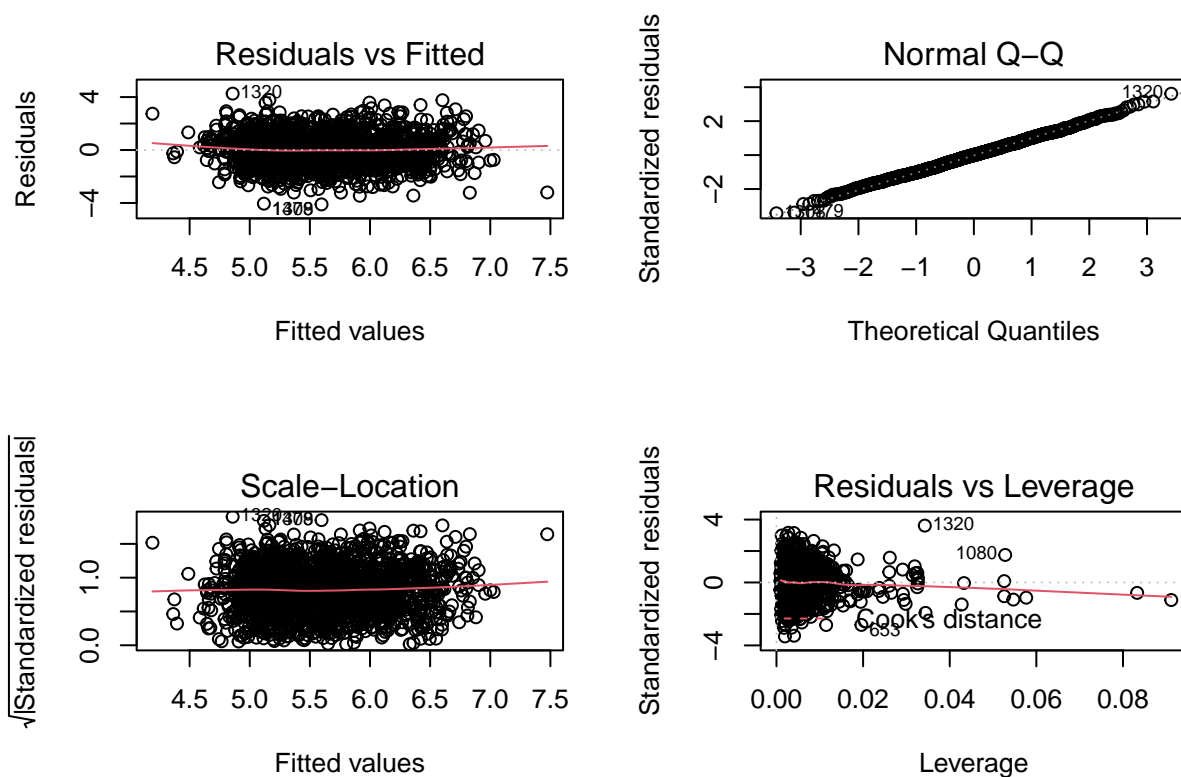 Residuals vs Fitted
Residuals
4
0
−4
1320
4.5 5.0 5.5 6.0 6.5 7.0 7.5
Fitted values
Normal Q−Q
Standardized residuals
2
−2
1320
−3 −2 −1 0 1 2 3
Theoretical Quantiles
Scale−Location
√|Standardized residuals|
1.0
0.0
4.5 5.0 5.5 6.0 6.5 7.0 7.5
Fitted values
Residuals vs Leverage
Standardized residuals
4
0
−4
1320
1080
Cook's distance
653
0.00 0.02 0.04 0.06 0.08
Leverage